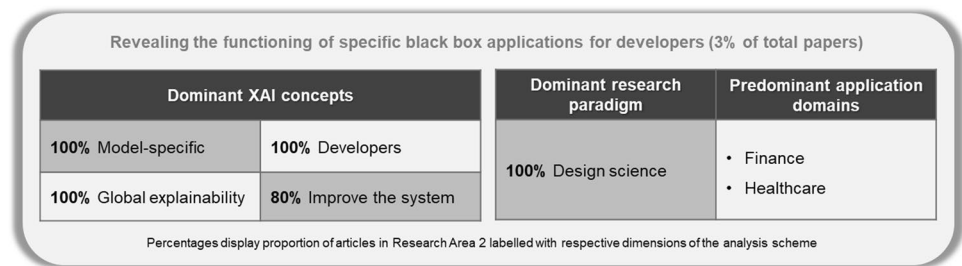 Revealing the functioning of specific black box applications for developers (3% of total papers)
Dominant XAI concepts
100% Model-specific
100% Developers
100% Global explainability
80% Improve the system
Dominant research
paradigm
100% Design science
Predominant application
domains
• Finance
• Healthcare
Percentages display proportion of articles in Research Area 2 labelled with respective dimensions of the analysis scheme